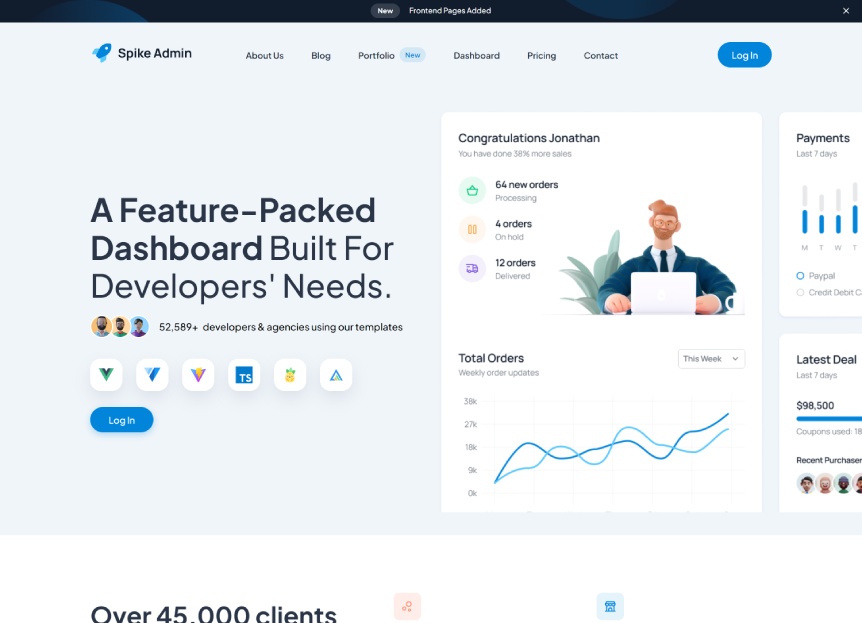 New Frontend Pages Added
Spike Admin
About Us
Blog
Portfolio New
Dashboard
Pricing
Contact
Log In
A Feature-Packed
Dashboard Built For
Developers' Needs.
52,589+ developers & agencies using our templates
TS
Log In
Congratulations Jonathan
You have done 38% more sales
64 new orders
Processing
4 orders
On hold
12 orders
Delivered
Total Orders
Weekly order updates
This Week
38k
27k
18k
9k
0k
Payments
Last 7 days
M T W T
Paypal
Credit Debit C
Latest Deal
Last 7 days
$98,500
Coupons used: 18
Recent Purchaser
Over 45,000 clients